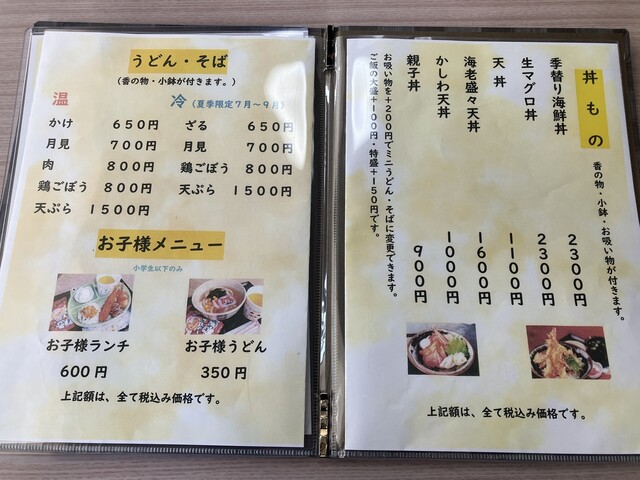 うどん・そば
(香の物・小鉢が付きます。)
温
かけ 650円
月見 700円
肉 800円
鶏ごぼう 800円
天ぷら 1500円
冷 (夏季限定7月～9月)
ざる 650円
月見 700円
鶏ごぼう 800円
天ぷら 1500円
お子様メニュー
小学生以下のみ
お子様ランチ
600円
お子様うどん
350円
上記額は、全て税込み価格です。
丼もの
香の物・小鉢・お吸い物が付きます。
季替り海鮮丼 2300円
生マグロ丼 2300円
天丼 1100円
海老盛々天丼 1600円
かしわ天丼 1000円
親子丼 900円
お吸い物を+200円でミニうどん・そばに変更できます。
ご飯の大盛+100円・特盛+150円です。
上記額は、全て税込み価格です。